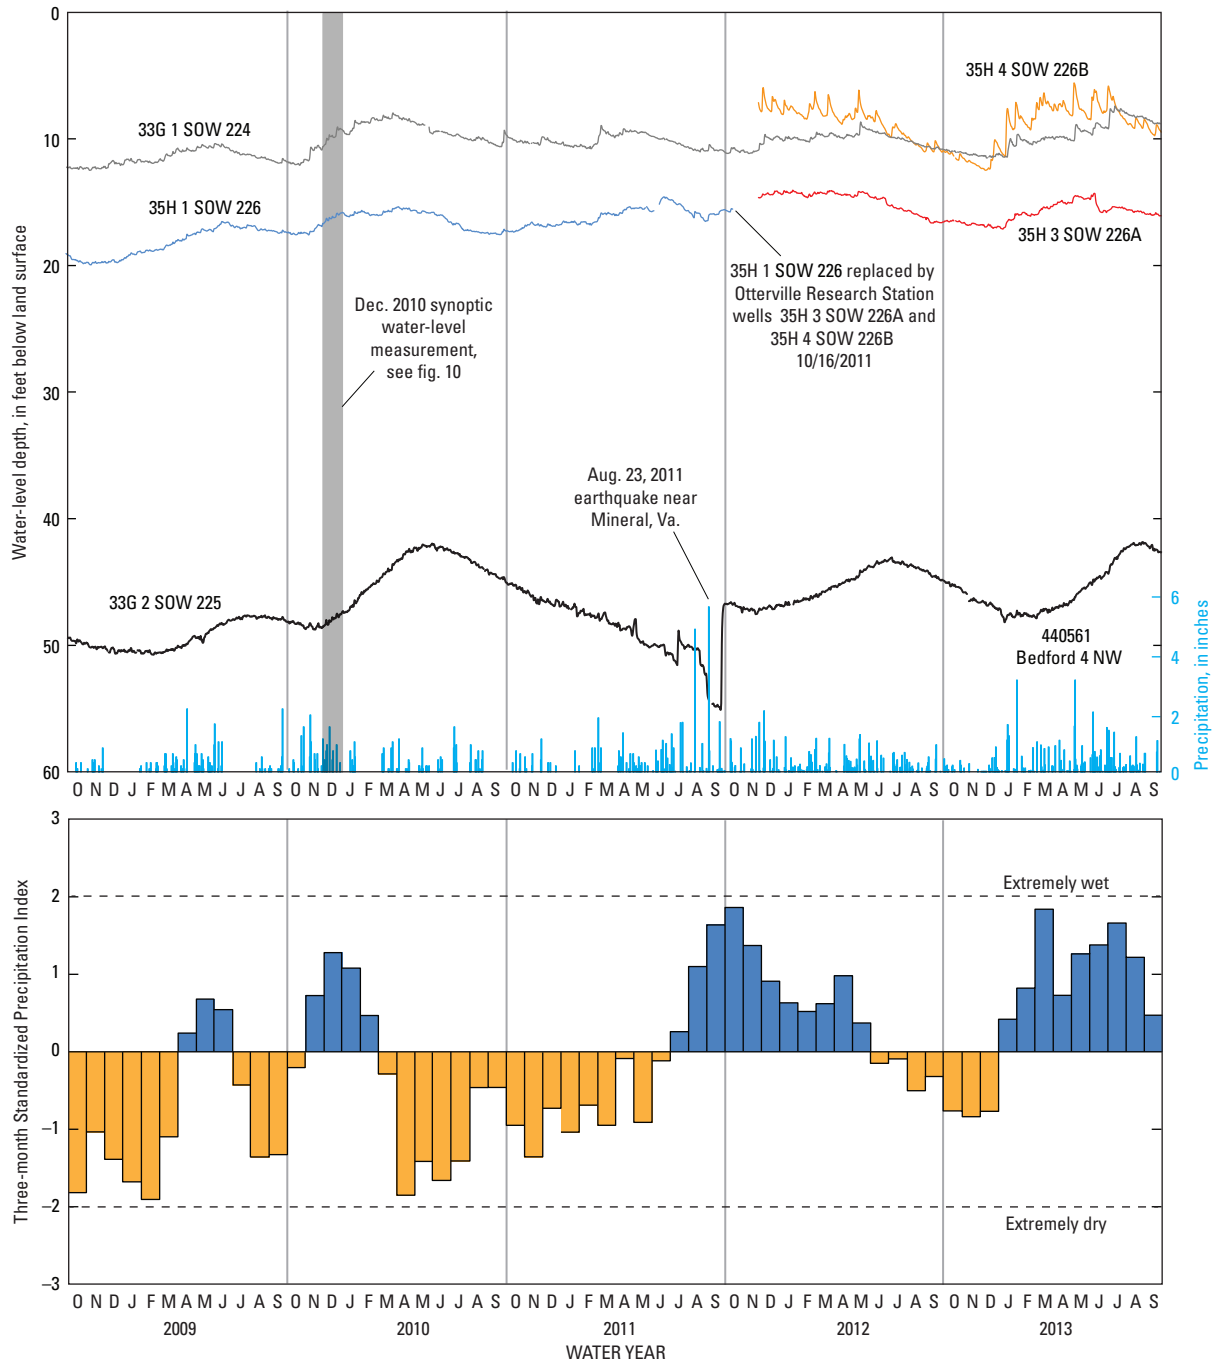 0
10
20
30
40
50
60
Water-level depth, in feet below land surface
35H 4 SOW 226B
33G 1 SOW 224
35H 1 SOW 226
35H 3 SOW 226A
35H 1 SOW 226 replaced by
Otterville Research Station
wells 35H 3 SOW 226A and
35H 4 SOW 226B
10/16/2011
Dec. 2010 synoptic
water-level
measurement,
see fig. 10
Aug. 23, 2011
earthquake near
Mineral, Va.
33G 2 SOW 225
440561
Bedford 4 NW
6
4
2
0
Precipitation, in inches
O N D J F M A M J J A S O N D J F M A M J J A S O N D J F M A M J J A S O N D J F M A M J J A S O N D J F M A M J J A S
3
2
1
0
–1
–2
–3
Three-month Standardized Precipitation Index
Extremely wet
Extremely dry
O N D J F M A M J J A S O N D J F M A M J J A S O N D J F M A M J J A S O N D J F M A M J J A S O N D J F M A M J J A S
2009 2010 2011 2012 2013
WATER YEAR